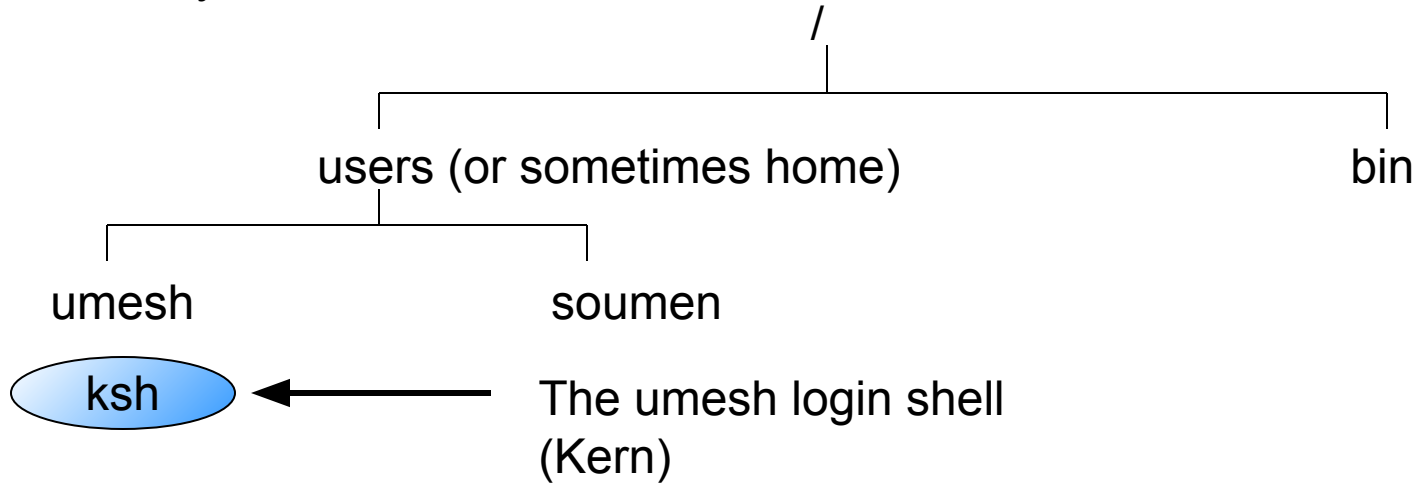 /
users (or sometimes home)
bin
umesh
soumen
ksh
The umesh login shell
(Kern)